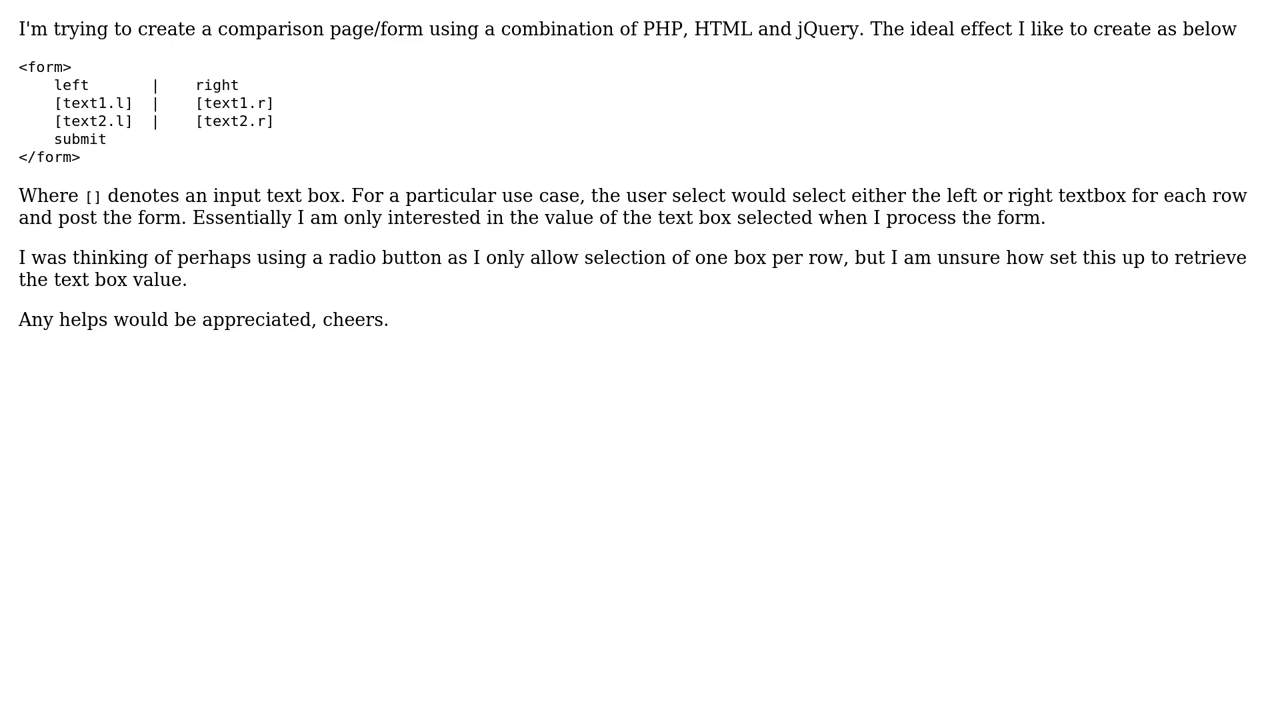 I'm trying to create a comparison page/form using a combination of PHP, HTML and jQuery. The ideal effect I like to create as below
<form>
    left       |    right
    [text1.l]  |    [text1.r]
    [text2.l]  |    [text2.r]
    submit
</form>
Where [] denotes an input text box. For a particular use case, the user select would select either the left or right textbox for each row
and post the form. Essentially I am only interested in the value of the text box selected when I process the form.
I was thinking of perhaps using a radio button as I only allow selection of one box per row, but I am unsure how set this up to retrieve
the text box value.
Any helps would be appreciated, cheers.